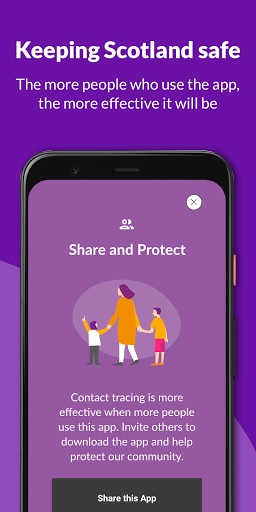 Keeping Scotland safe
The more people who use the app,
the more effective it will be
Share and Protect
Contact tracing is more
effective when more people
use this app. Invite others to
download the app and help
protect our community.
Share this App